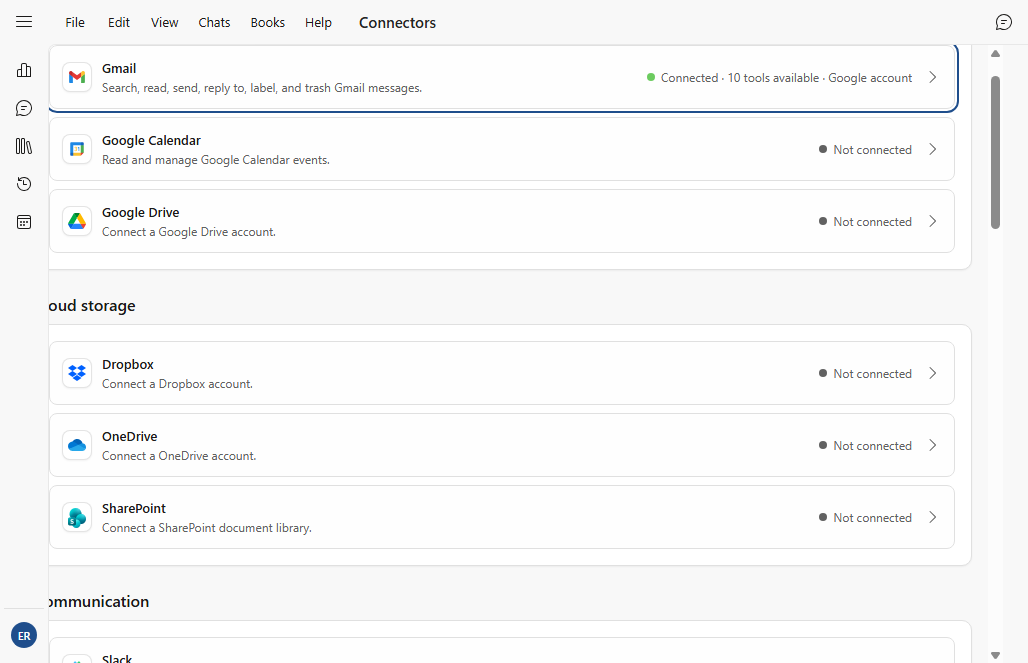 File Edit View Chats Books Help Connectors
Gmail
Search, read, send, reply to, label, and trash Gmail messages.
Connected · 10 tools available · Google account
Google Calendar
Read and manage Google Calendar events.
Not connected
Google Drive
Connect a Google Drive account.
Not connected
oud storage
Dropbox
Connect a Dropbox account.
Not connected
OneDrive
Connect a OneDrive account.
Not connected
SharePoint
Connect a SharePoint document library.
Not connected
ommunication
Slack
ER